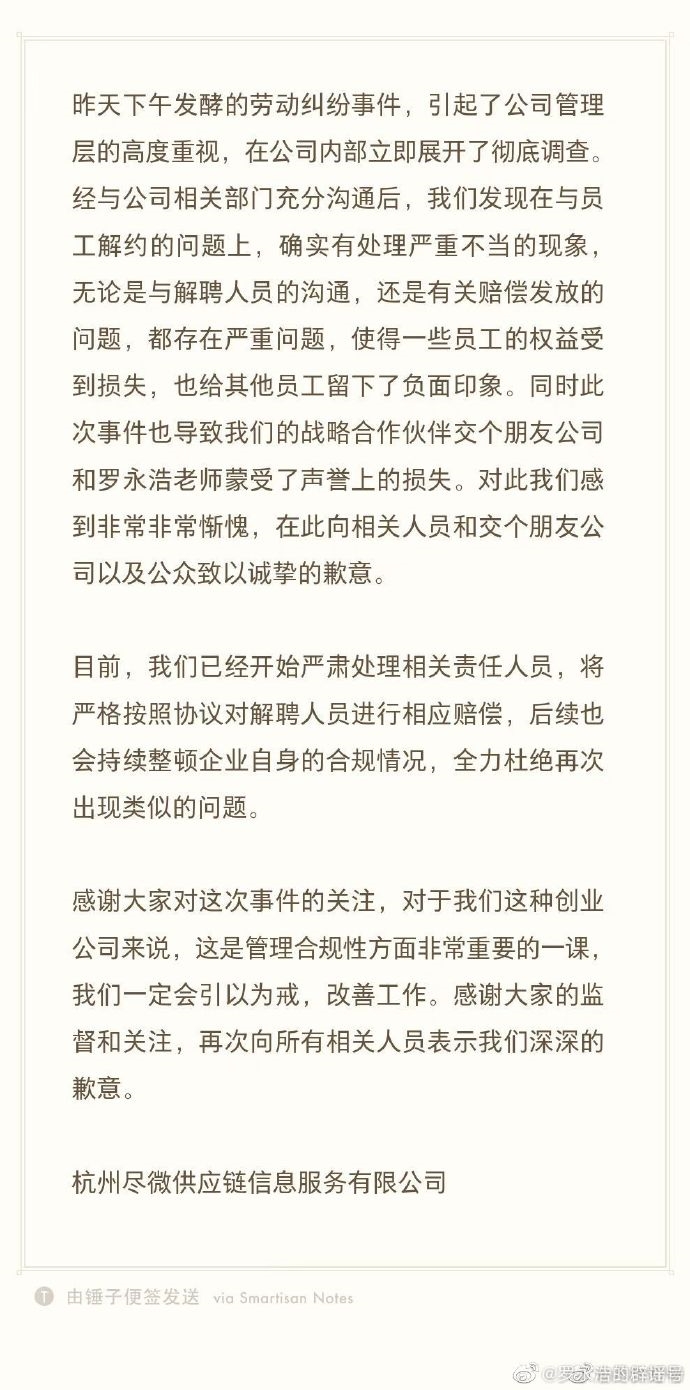 昨天下午发酵的劳动纠纷事件，引起了公司管理
层的高度重视，在公司内部立即展开了彻底调查。
经与公司相关部门充分沟通后，我们发现在与员
工解约的问题上，确实有处理严重不当的现象，
无论是与解聘人员的沟通，还是有关赔偿发放的
问题，都存在严重问题，使得一些员工的权益受
到损失，也给其他员工留下了负面印象。同时此
次事件也导致我们的战略合作伙伴交个朋友公司
和罗永浩老师蒙受了声誉上的损失。对此我们感
到非常非常惭愧，在此向相关人员和交个朋友公
司以及公众致以诚挚的歉意。
目前，我们已经开始严肃处理相关责任人员，将
严格按照协议对解聘人员进行相应赔偿，后续也
会持续整顿企业自身的合规情况，全力杜绝再次
出现类似的问题。
感谢大家对这次事件的关注，对于我们这种创业
公司来说，这是管理合规性方面非常重要的一课，
我们一定会引以为戒，改善工作。感谢大家的监
督和关注，再次向所有相关人员表示我们深深的
歉意。
杭州尽微供应链信息服务有限公司
T 由锤子便签发送 via Smartisan Notes
@罗永浩的辟谣号